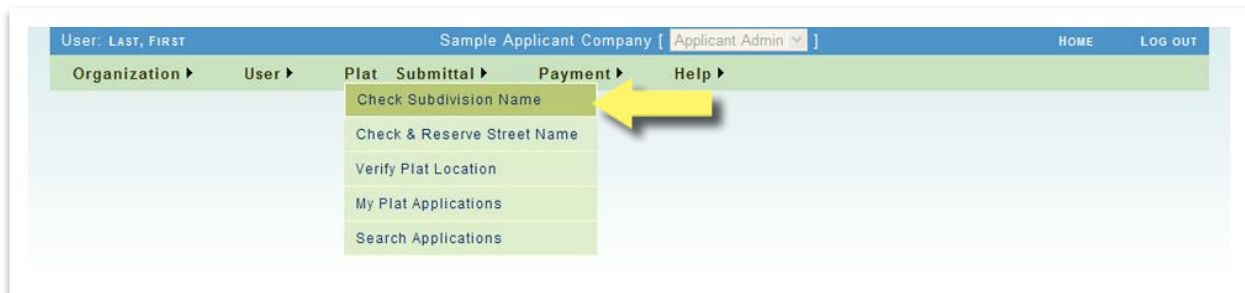 User: LAST, FIRST Sample Applicant Company [ Applicant Admin ] HOME LOG OUT
Organization User Plat Submittal Payment Help
Check Subdivision Name
Check & Reserve Street Name
Verify Plat Location
My Plat Applications
Search Applications